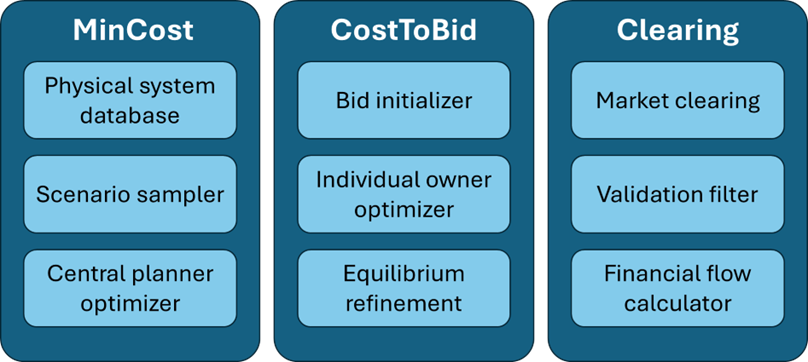 MinCost
Physical system
database
Scenario sampler
Central planner
optimizer
CostToBid
Bid initializer
Individual owner
optimizer
Equilibrium
refinement
Clearing
Market clearing
Validation filter
Financial flow
calculator